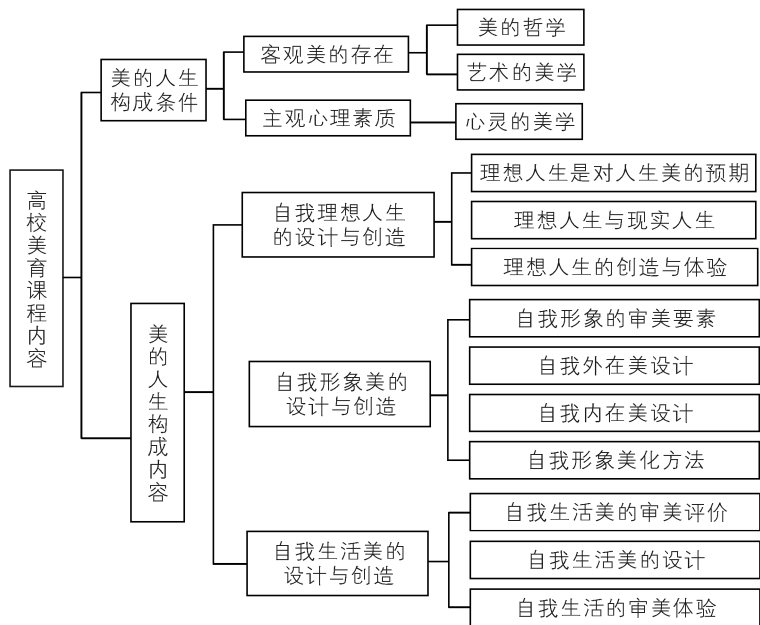 高校美育课程内容
美的人生
构成条件
客观美的存在
美的哲学
艺术的美学
主观心理素质
心灵的美学
美的人生构成内容
自我理想人生
的设计与创造
理想人生是对人生美的预期
理想人生与现实人生
理想人生的创造与体验
自我形象美的
设计与创造
自我形象的审美要素
自我外在美设计
自我内在美设计
自我形象美化方法
自我生活美的
设计与创造
自我生活美的审美评价
自我生活美的设计
自我生活的审美体验